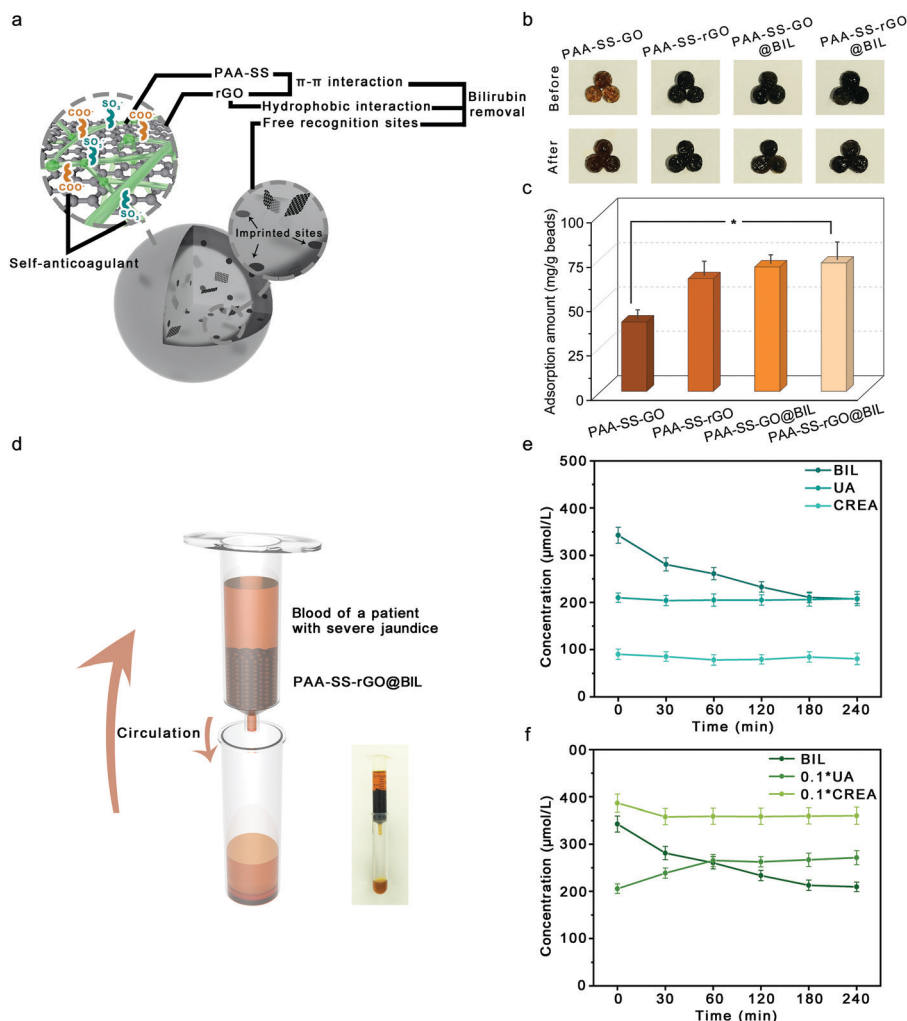 a
PAA-SS
rGO
π-π interaction
Hydrophobic interaction
Free recognition sites
Bilirubin
removal
COO⁻
SO₃⁻
COO⁻
SO₃⁻
COO⁻
SO₃⁻
Imprinted sites
Self-anticoagulant
b
PAA-SS-GO
PAA-SS-rGO
PAA-SS-GO
@BIL
PAA-SS-rGO
@BIL
Before
After
c
Adsorption amount (mg/g beads)
100
75
50
25
0
*
PAA-SS-GO
PAA-SS-rGO
PAA-SS-GO@BIL
PAA-SS-rGO@BIL
d
Blood of a patient
with severe jaundice
PAA-SS-rGO@BIL
Circulation
e
Concentration (μmol/L)
500
300
200
100
0
BIL
UA
CREA
0 30 60 120 180 240
Time (min)
f
Concentration (μmol/L)
00
400
300
200
100
BIL
0.1*UA
0.1*CREA
0 30 60 120 180 240
Time (min)